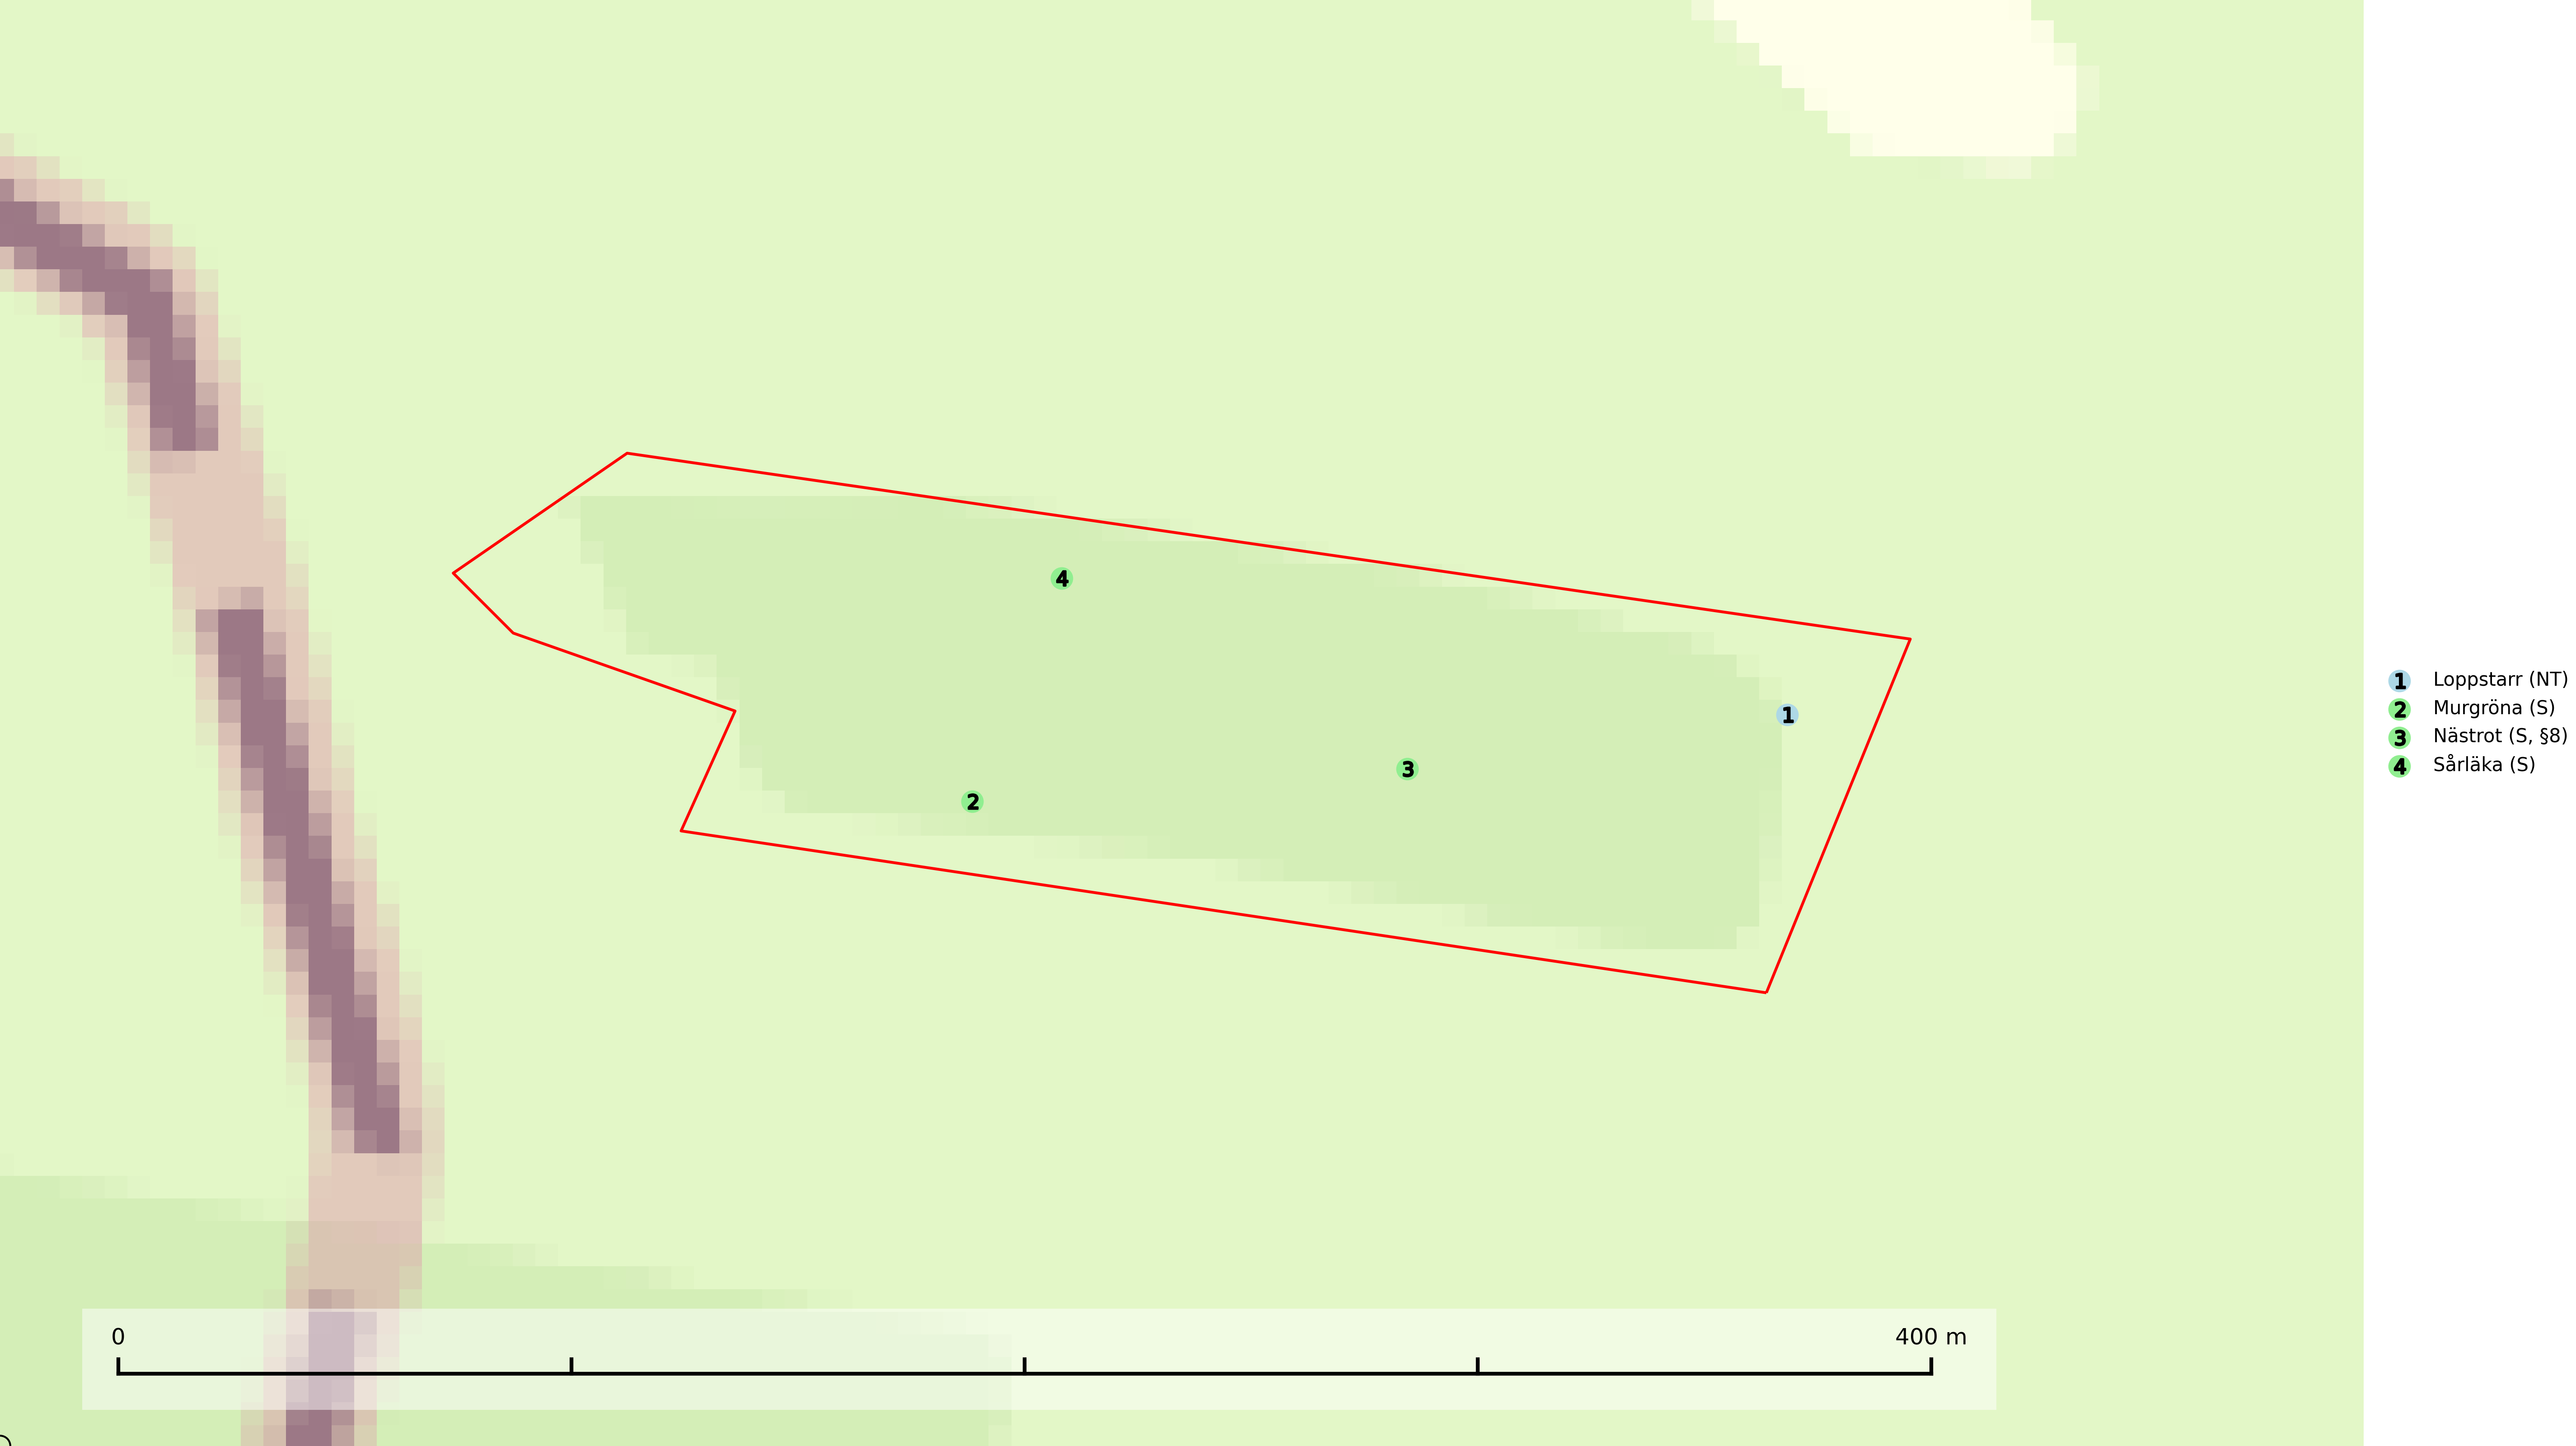 4
1
3
2
1 Loppstarr (NT)
2 Murgröna (S)
3 Nästrot (S, §8)
4 Sårläka (S)
0 400 m